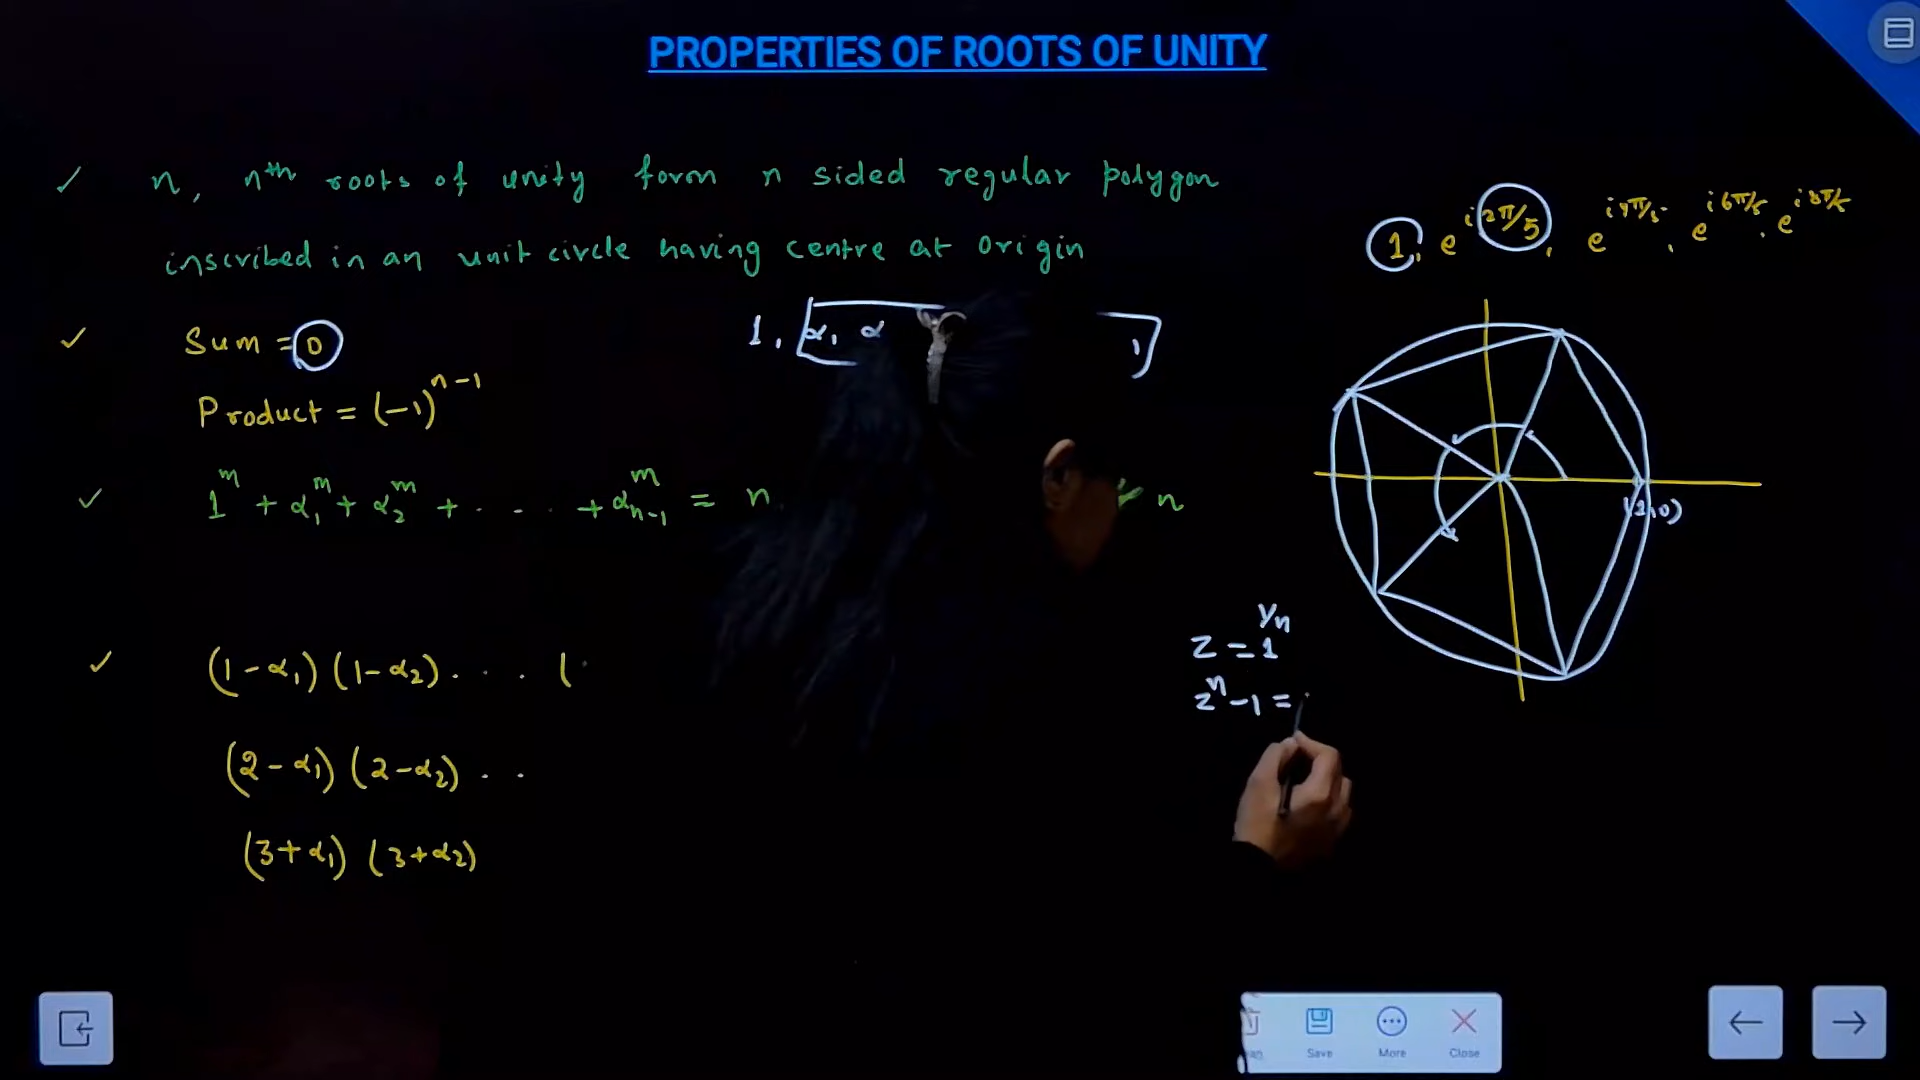 PROPERTIES OF ROOTS OF UNITY
✓ n, nth roots of unity form n sided regular polygon
inscribed in an unit circle having centre at origin
1, e^{i2π/5}, e^{i4π/5}, e^{i6π/5}, e^{i8π/5}
✓ Sum = 0
1, α, α
Product = (-1)^{n-1}
✓ 1^m + α₁^m + α₂^m + . . . . + α_{n-1}^m = n
n
(1,0)
z = 1^{1/n}
z^n - 1 =
✓ (1-α₁) (1-α₂) . . . (
(2-α₁) (2-α₂) . .
(3+α₁) (3+α₂)
Save
More
Close